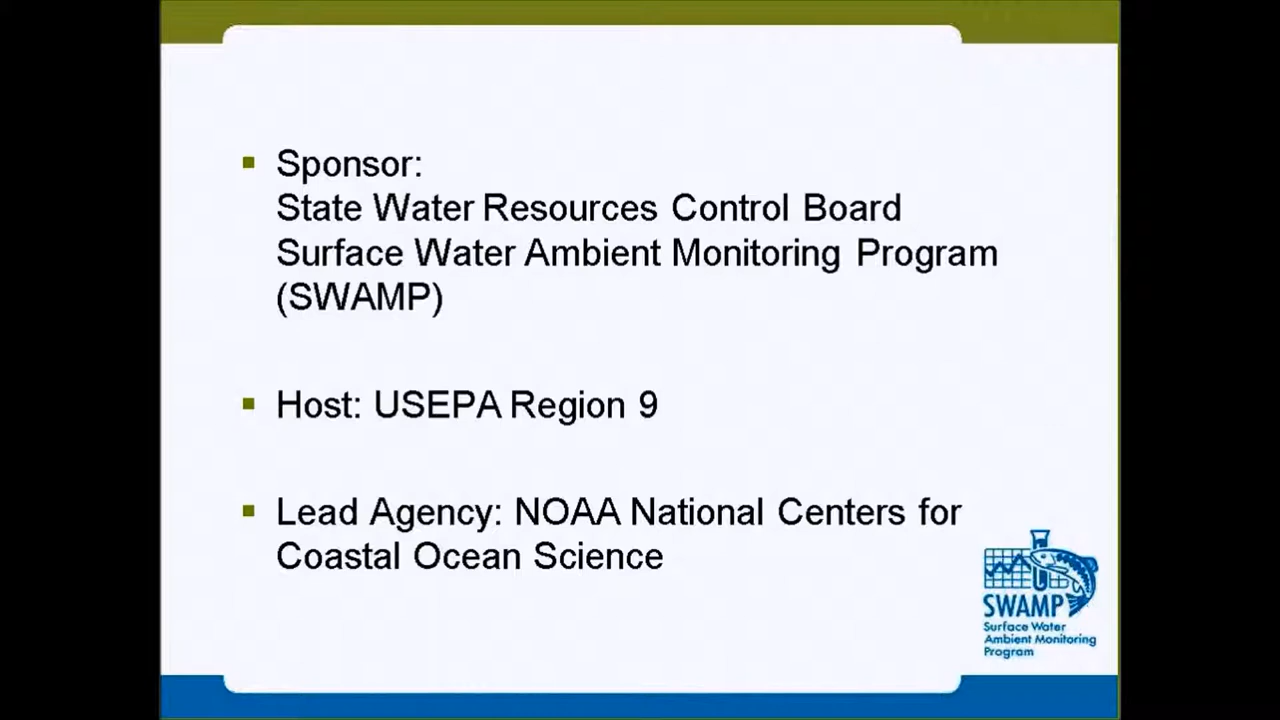 Sponsor:
State Water Resources Control Board
Surface Water Ambient Monitoring Program
(SWAMP)
Host: USEPA Region 9
Lead Agency: NOAA National Centers for
Coastal Ocean Science
SWAMP
Surface Water
Ambient Monitoring
Program